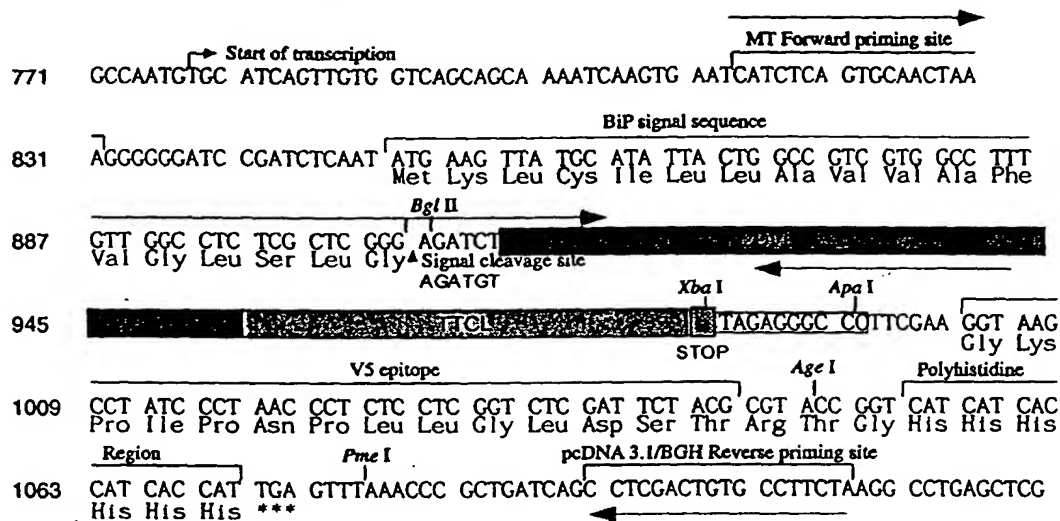 Start of transcription
MT Forward priming site
771 GCCAATGTGC ATCAGTTGTG GTCAGCAGCA AAATCAAGTG AATCATCTCA GTGCAACTAA
BiP signal sequence
831 AGGGGGGATC CGATCTCAAT ATG AAG TTA TGC ATA TTA CTG GCC GTC GTG GCC TTT
Met Lys Leu Cys Ile Leu Leu Ala Val Val Ala Phe
Bgl II
887 GTT GGC CTC TCG CTC GGG AGATCT
Val Gly Leu Ser Leu Gly Signal cleavage site
AGATGT
Xba I Apa I
945 TTCL TAGAGGGCC CTTCGAA GGT AAG
STOP Gly Lys
V5 epitope Age I Polyhistidine
1009 CCT ATC CCT AAC CCT CTC CTC GGT CTC GAT TCT ACG CGT ACC GGT CAT CAT CAC
Pro Ile Pro Asn Pro Leu Leu Gly Leu Asp Ser Thr Arg Thr Gly His His His
Region Pme I pcDNA 3.1/BGH Reverse priming site
1063 CAT CAC CAT TGA GTTTAAACCC GCTGATCAGC CTCGACTGTG CCTTCTAAGG CCTGAGCTCG
His His His ***